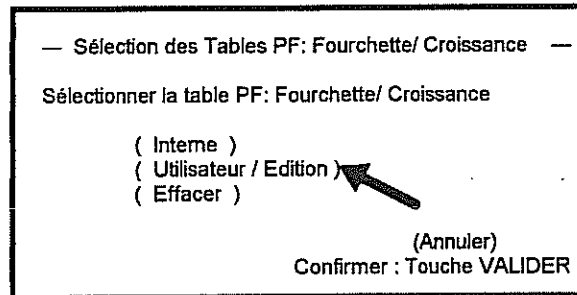 — Sélection des Tables PF: Fourchette/ Croissance —
Sélectionner la table PF: Fourchette/ Croissance
( Interne )
( Utilisateur / Edition )
( Effacer )
(Annuler)
Confirmer : Touche VALIDER